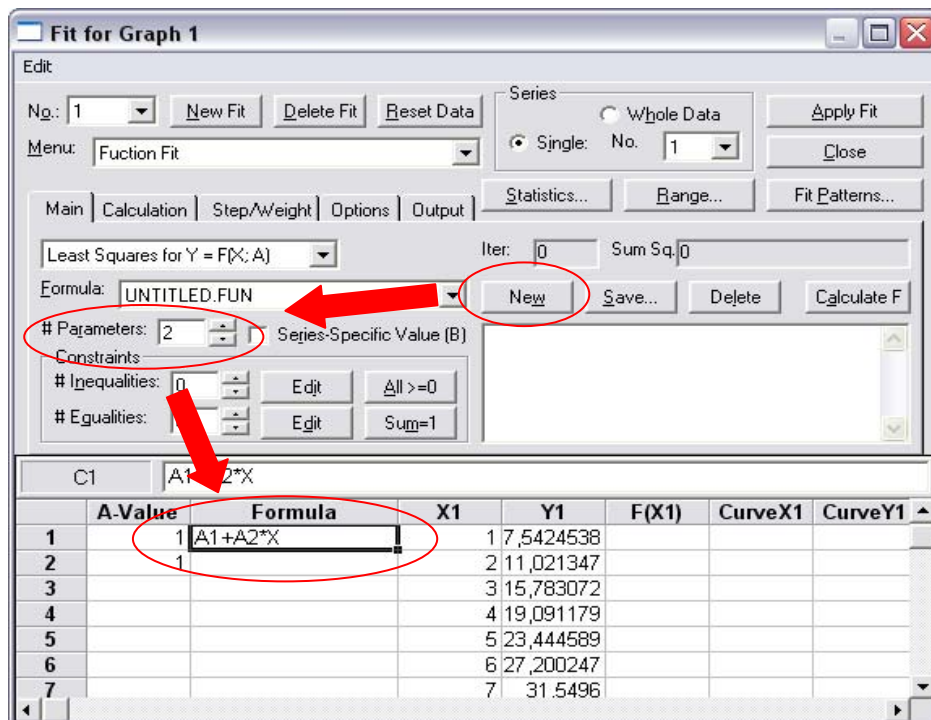 Fit for Graph 1
Edit
No.: 1 New Fit Delete Fit Reset Data Series Whole Data Single: No. 1 Apply Fit
Menu: Fuction Fit Close
Statistics... Range... Fit Patterns...
Main Calculation Step/Weight Options Output
Least Squares for Y = F(X; A) Iter: 0 Sum Sq. 0
Formula: UNTITLED.FUN New Save... Delete Calculate F
# Parameters: 2 Series-Specific Value (B)
Constraints
# Inequalities: 0 Edit All >=0
# Equalities: Edit Sum=1
C1 A1 2*X
A-Value Formula X1 Y1 F(X1) CurveX1 CurveY1
1 1 A1+A2*X 1 7,5424538
2 1 2 11,021347
3 3 15,783072
4 4 19,091179
5 5 23,444589
6 6 27,200247
7 7 31,5496